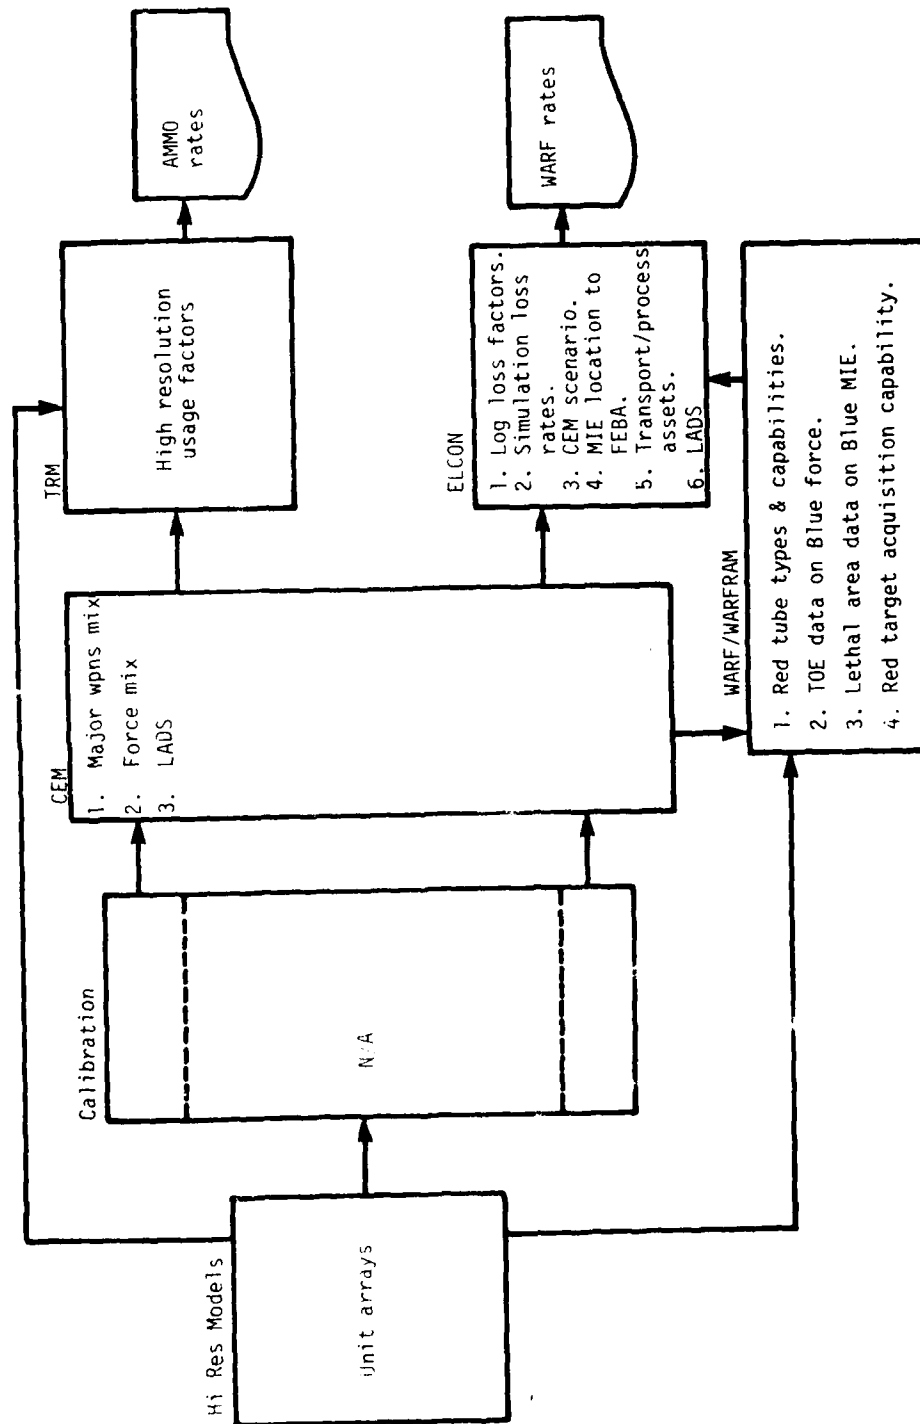 Hi Res Models
Unit arrays
Calibration
N/A
CEM
1. Major wpns mix
2. Force mix
3. LADS
TRM
High resolution
usage factors
AMMO
rates
ELCON
1. Log loss factors.
2. Simulation loss
rates.
3. CEM scenario.
4. MIE location to
FEBA.
5. Transport/process
assets.
6. LADS
WARF rates
WARF/WARFRAM
1. Red tube types & capabilities.
2. TOE data on Blue force.
3. Lethal area data on Blue MIE.
4. Red target acquisition capability.